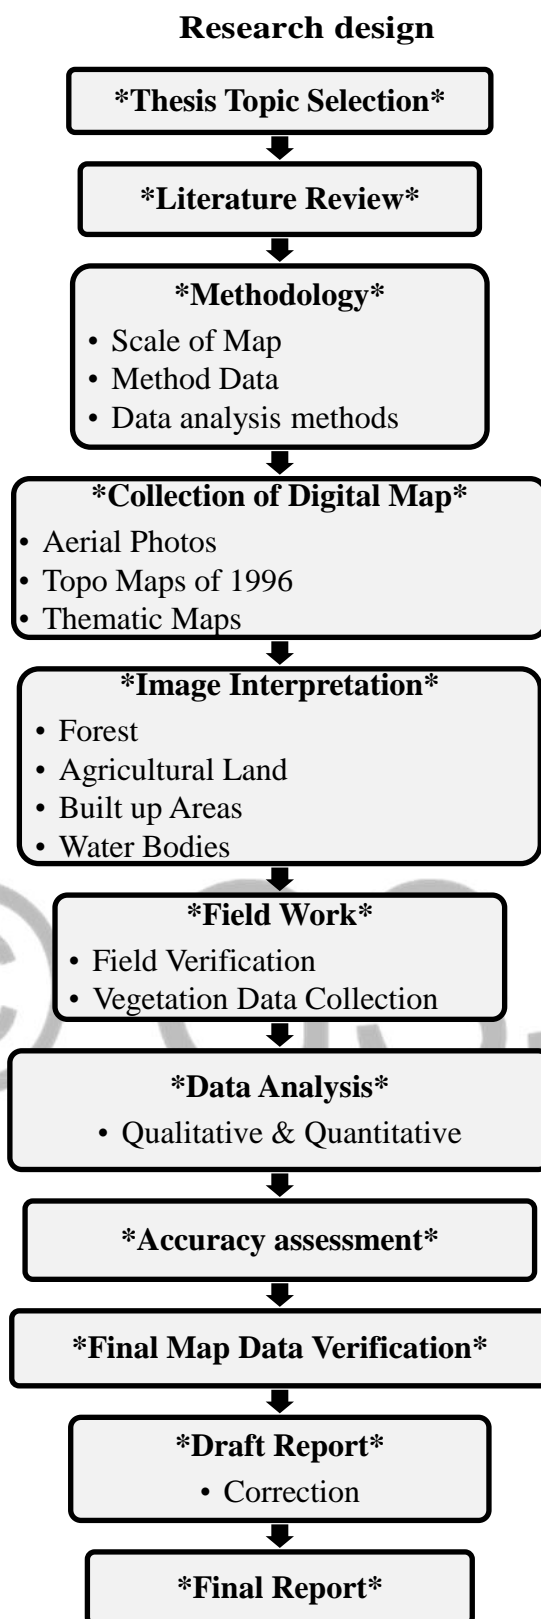 Research design
*Thesis Topic Selection*
*Literature Review*
*Methodology*
• Scale of Map
• Method Data
• Data analysis methods
*Collection of Digital Map*
• Aerial Photos
• Topo Maps of 1996
• Thematic Maps
*Image Interpretation*
• Forest
• Agricultural Land
• Built up Areas
• Water Bodies
*Field Work*
• Field Verification
• Vegetation Data Collection
*Data Analysis*
• Qualitative & Quantitative
*Accuracy assessment*
*Final Map Data Verification*
*Draft Report*
• Correction
*Final Report*